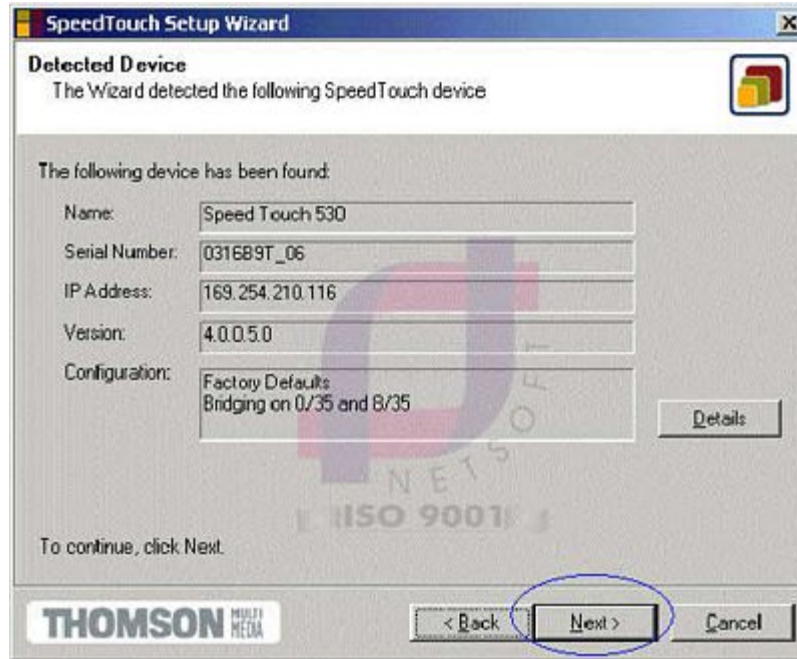 SpeedTouch Setup Wizard
Detected Device
The Wizard detected the following SpeedTouch device
The following device has been found:
Name: Speed Touch 530
Serial Number: 0316B9T_06
IP Address: 169.254.210.116
Version: 4.0.0.5.0
Configuration: Factory Defaults
Bridging on 0/35 and 8/35
Details
NETSOFT
ISO 9001
To continue, click Next.
THOMSON MULTI MEDIA
< Back Next > Cancel